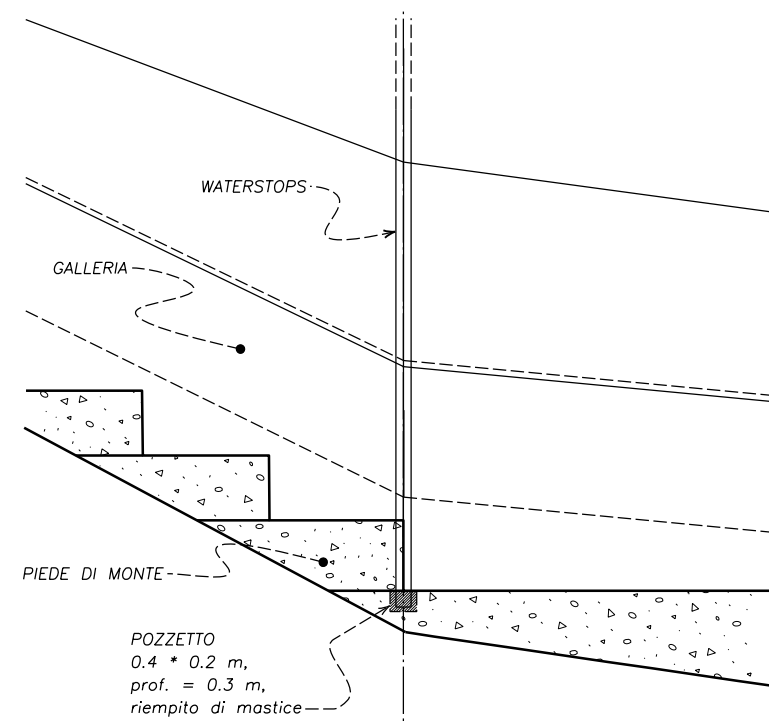 WATERSTOPS
GALLERIA
PIEDE DI MONTE
POZZETTO
0.4 * 0.2 m,
prof. = 0.3 m,
riempito di mastice